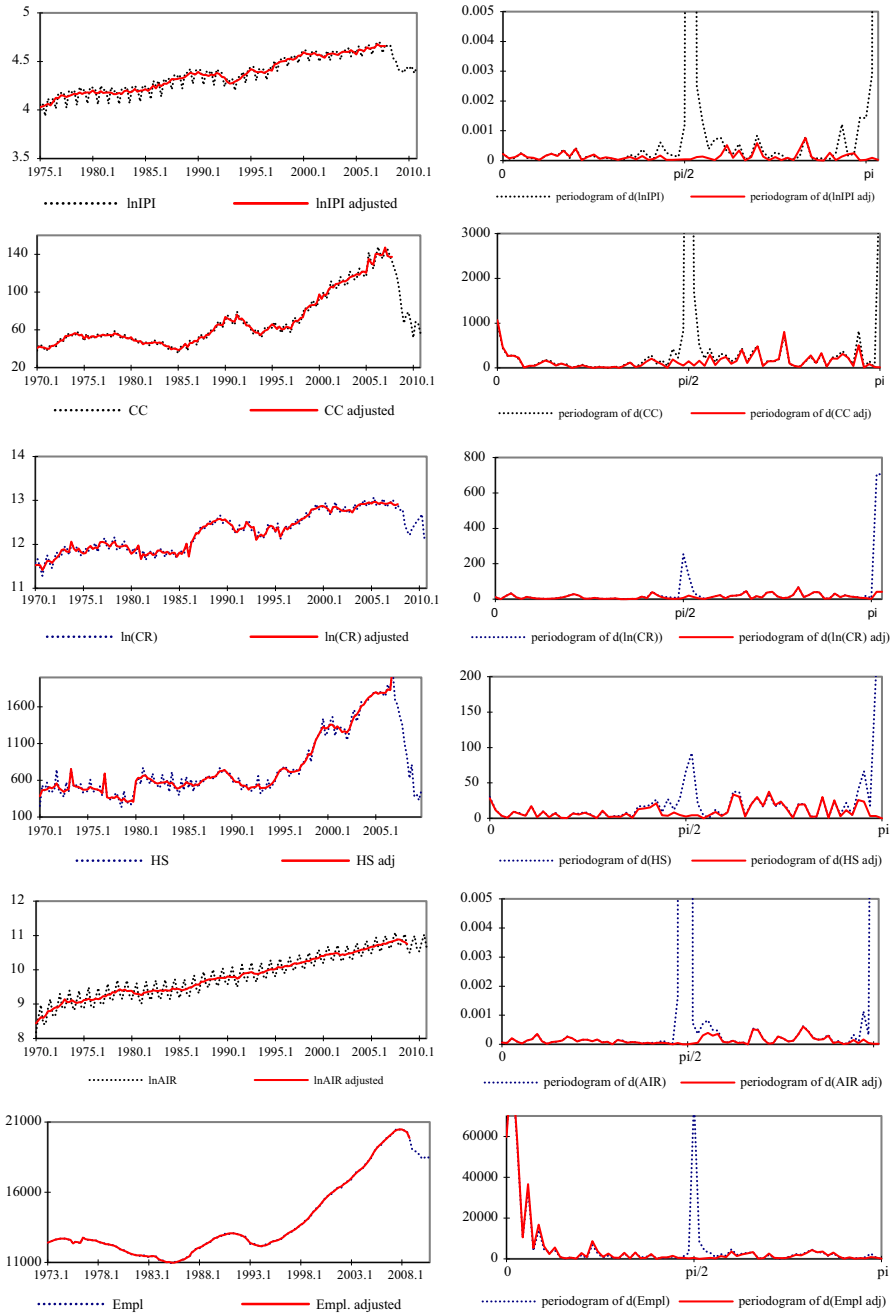 5
4.5
4
3.5
1975.1 1980.1 1985.1 1990.1 1995.1 2000.1 2005.1 2010.1
lnIPI lnIPI adjusted
0.005
0.004
0.003
0.002
0.001
0
0 pi/2 pi
periodogram of d(lnIPI) periodogram of d(lnIPI adj)
140
100
60
20
1970.1 1975.1 1980.1 1985.1 1990.1 1995.1 2000.1 2005.1 2010.1
CC CC adjusted
3000
2000
1000
0
0 pi/2 pi
periodogram of d(CC) periodogram of d(CC adj)
14
13
12
11
1970.1 1975.1 1980.1 1985.1 1990.1 1995.1 2000.1 2005.1 2010.1
ln(CR) ln(CR) adjusted
800
600
400
200
0
0 pi/2 pi
periodogram of d(ln(CR)) periodogram of d(ln(CR) adj)
1600
1100
600
100
1970.1 1975.1 1980.1 1985.1 1990.1 1995.1 2000.1 2005.1
HS HS adj
200
150
100
50
0
0 pi/2 pi
periodogram of d(HS) periodogram of d(HS adj)
12
11
10
9
8
1970.1 1975.1 1980.1 1985.1 1990.1 1995.1 2000.1 2005.1 2010.1
lnAIR lnAIR adjusted
0.005
0.004
0.003
0.002
0.001
0
0 pi/2
periodogram of d(AIR) periodogram of d(AIR adj)
21000
16000
11000
1973.1 1978.1 1983.1 1988.1 1993.1 1998.1 2003.1 2008.1
Empl Empl. adjusted
60000
40000
20000
0
0 pi/2 pi
periodogram of d(Empl) periodogram of d(Empl adj)